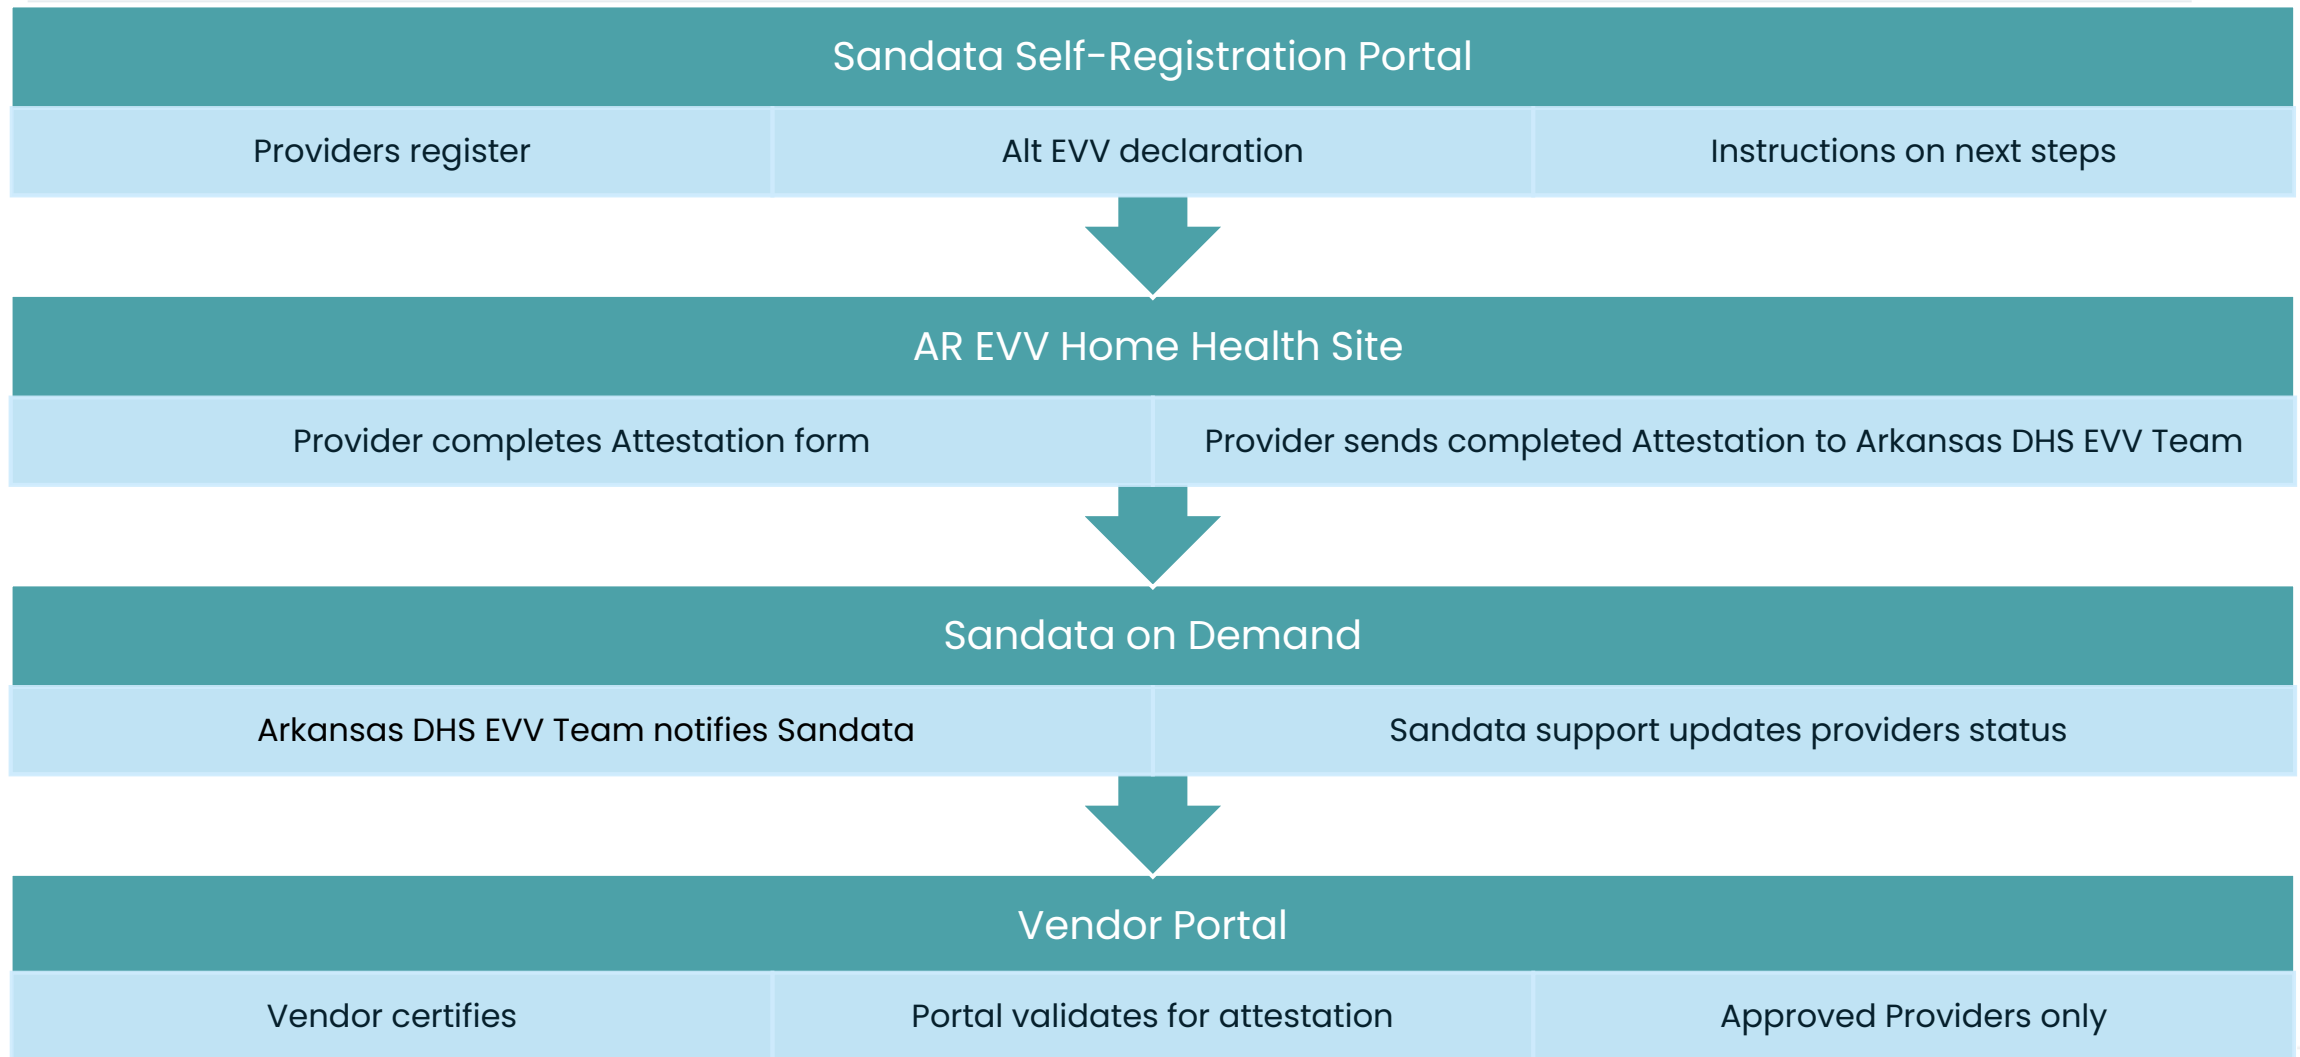 Sandata Self-Registration Portal
Providers register
Alt EVV declaration
Instructions on next steps
AR EVV Home Health Site
Provider completes Attestation form
Provider sends completed Attestation to Arkansas DHS EVV Team
Sandata on Demand
Arkansas DHS EVV Team notifies Sandata
Sandata support updates providers status
Vendor Portal
Vendor certifies
Portal validates for attestation
Approved Providers only